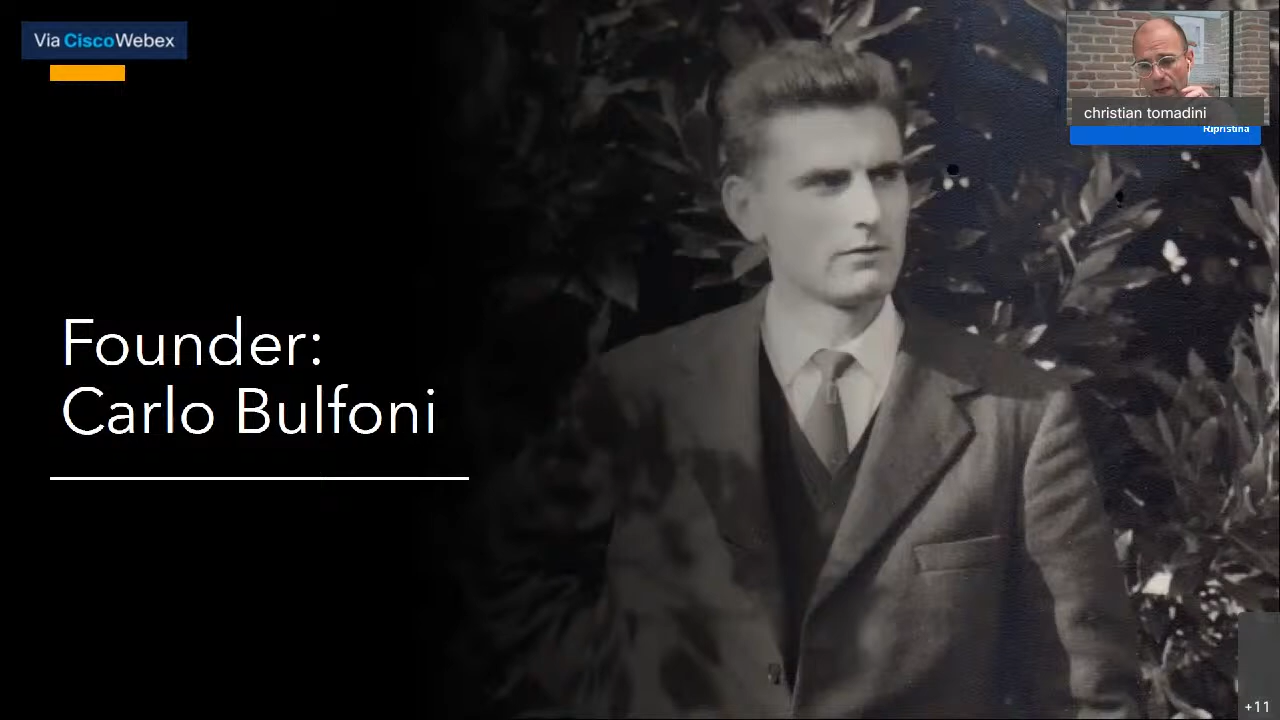 Via CiscoWebex
christian tomadini
Ripristina
Founder:
Carlo Bulfoni
+11